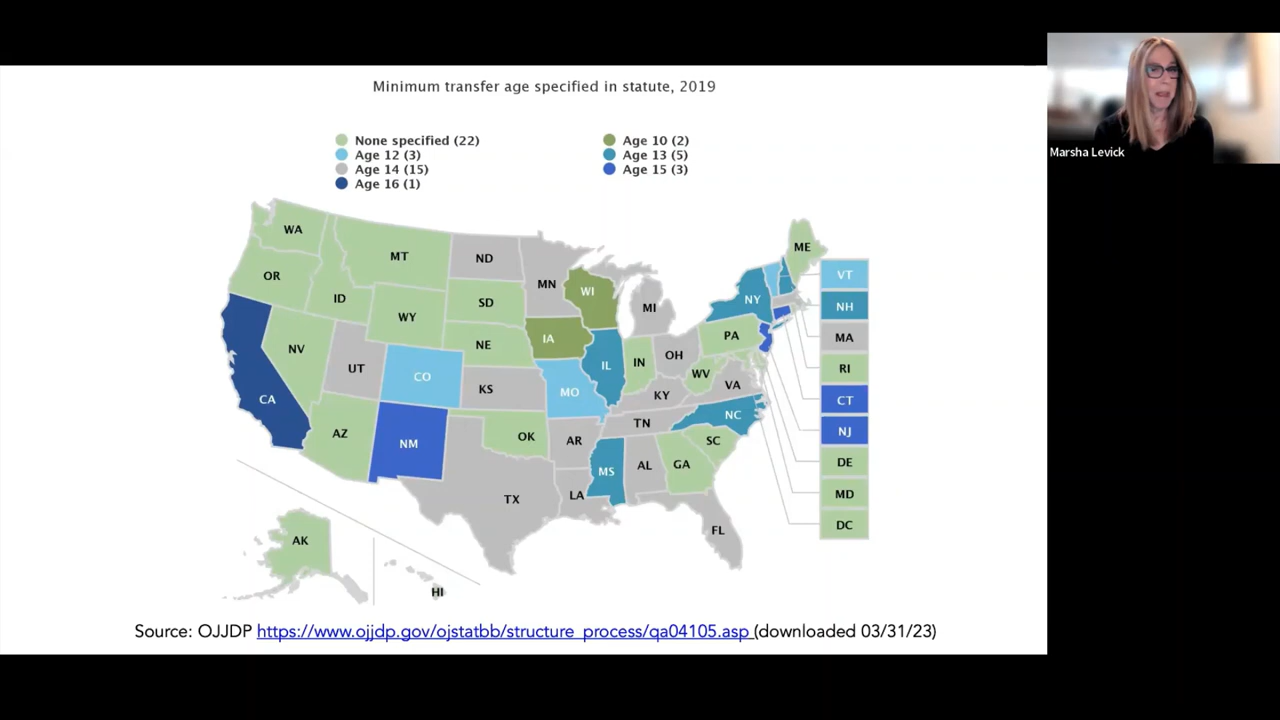 Minimum transfer age specified in statute, 2019
None specified (22)
Age 10 (2)
Age 12 (3)
Age 13 (5)
Age 14 (15)
Age 15 (3)
Age 16 (1)
Marsha Levick
WA
MT
ND
MN
ME
OR
ID
WY
SD
WI
MI
NY
VT
NH
MA
RI
CT
NJ
DE
MD
DC
NV
UT
CO
NE
IA
IL
IN
OH
PA
WV
VA
CA
AZ
NM
KS
MO
KY
TN
NC
OK
AR
SC
MS
AL
GA
TX
LA
FL
AK
HI
Source: OJJDP https://www.ojjdp.gov/ojstatbb/structure_process/qa04105.asp (downloaded 03/31/23)